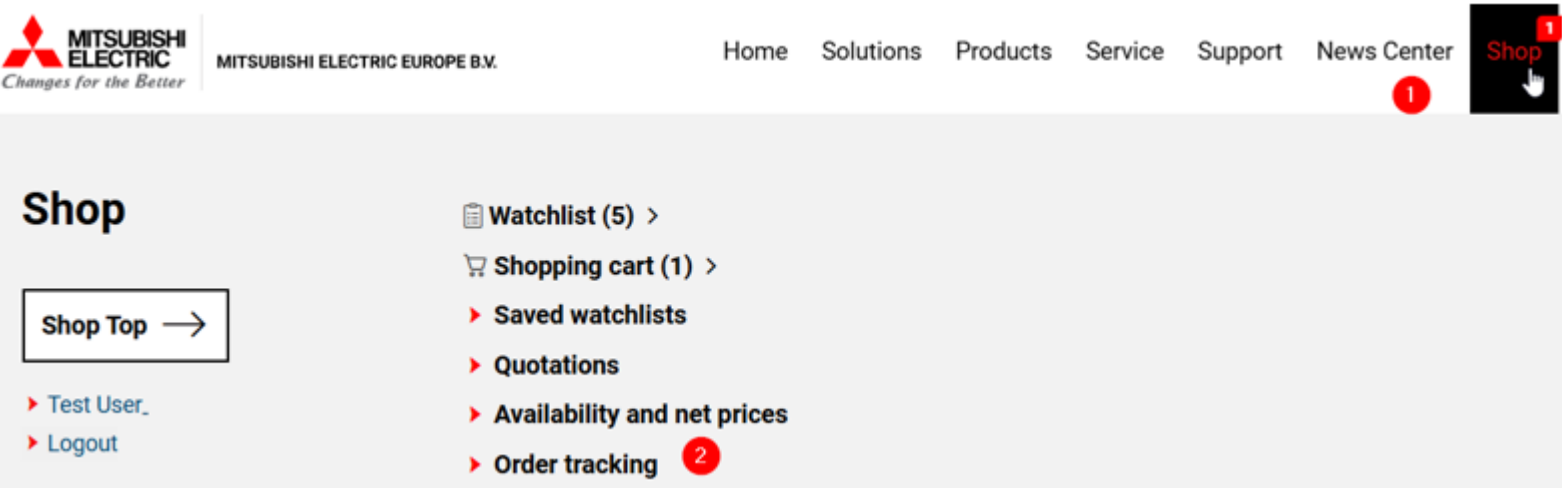 MITSUBISHI
ELECTRIC
Changes for the Better
MITSUBISHI ELECTRIC EUROPE B.V.
Home Solutions Products Service Support News Center Shop 1
1
Shop
Shop Top
Test User_
Logout
Watchlist (5) >
Shopping cart (1) >
Saved watchlists
Quotations
Availability and net prices
Order tracking 2